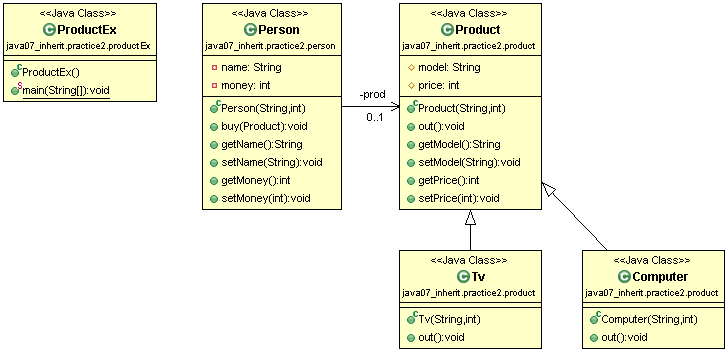 <<Java Class>>
ProductEx
java07_inherit.practice2.productEx
ProductEx()
main(String[]):void
<<Java Class>>
Person
java07_inherit.practice2.person
name: String
money: int
Person(String,int)
buy(Product):void
getName():String
setName(String):void
getMoney():int
setMoney(int):void
-prod
0..1
<<Java Class>>
Product
java07_inherit.practice2.product
model: String
price: int
Product(String,int)
out():void
getModel():String
setModel(String):void
getPrice():int
setPrice(int):void
<<Java Class>>
Tv
java07_inherit.practice2.product
Tv(String,int)
out():void
<<Java Class>>
Computer
java07_inherit.practice2.product
Computer(String,int)
out():void